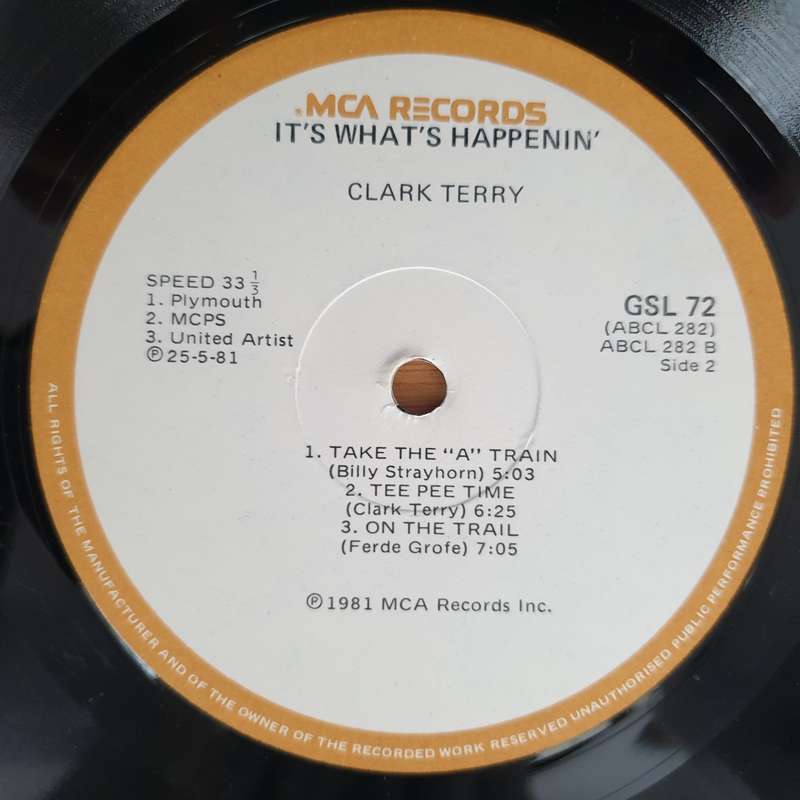 MCA RECORDS
IT'S WHAT'S HAPPENIN'
CLARK TERRY
SPEED 33 1/3
1. Plymouth
2. MCPS
3. United Artist
℗ 25-5-81
GSL 72
(ABCL 282)
ABCL 282 B
Side 2
1. TAKE THE "A" TRAIN
(Billy Strayhorn) 5:03
2. TEE PEE TIME
(Clark Terry) 6:25
3. ON THE TRAIL
(Ferde Grofe) 7:05
℗ 1981 MCA Records Inc.
ALL RIGHTS OF THE MANUFACTURER AND OF THE OWNER OF THE RECORDED WORK RESERVED UNAUTHORISED PUBLIC PERFORMANCE PROHIBITED